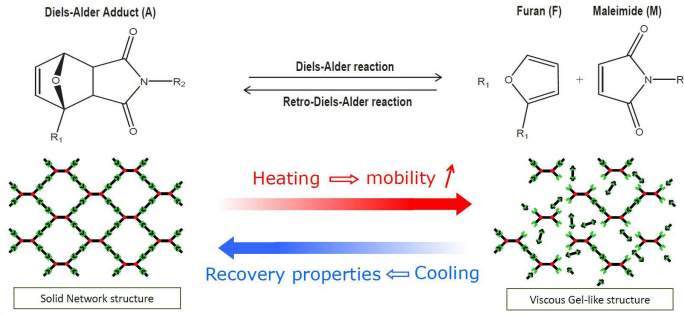 Diels-Alder Adduct (A)
Furan (F)
Maleimide (M)
O
O
N
R2
O
R1
Diels-Alder reaction
Retro-Diels-Alder reaction
R1
O
R1
+
O
N
R
O
Heating ⇨ mobility
Recovery properties ⇦ Cooling
Solid Network structure
Viscous Gel-like structure